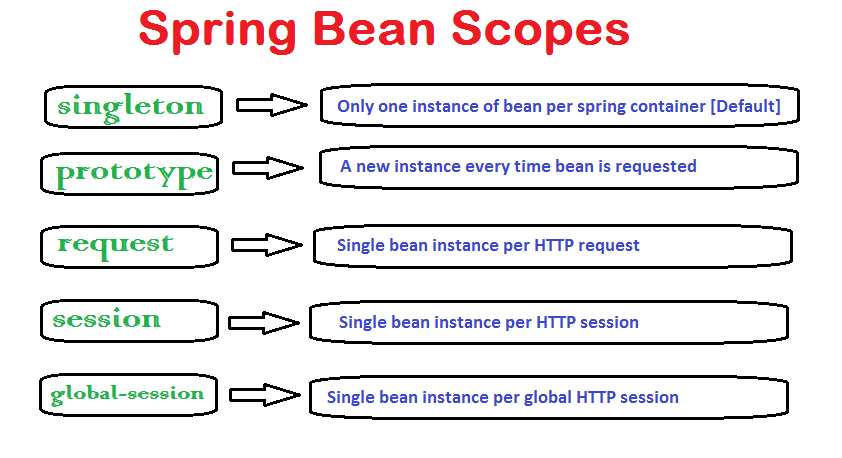 Spring Bean Scopes
singleton
Only one instance of bean per spring container [Default]
prototype
A new instance every time bean is requested
request
Single bean instance per HTTP request
session
Single bean instance per HTTP session
global-session
Single bean instance per global HTTP session